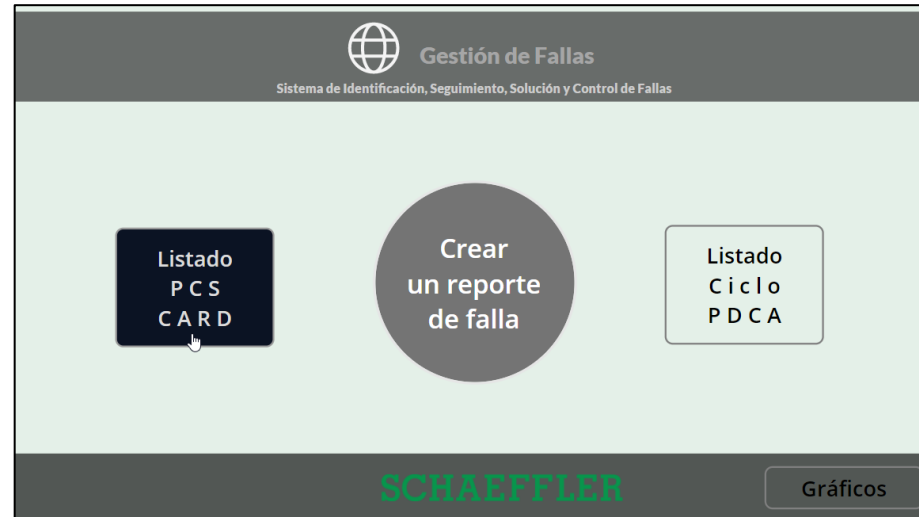 Gestión de Fallas
Sistema de Identificación, Seguimiento, Solución y Control de Fallas
Listado
P C S
C A R D
Crear
un reporte
de falla
Listado
C i c l o
P D C A
SCHAEFFLER
Gráficos